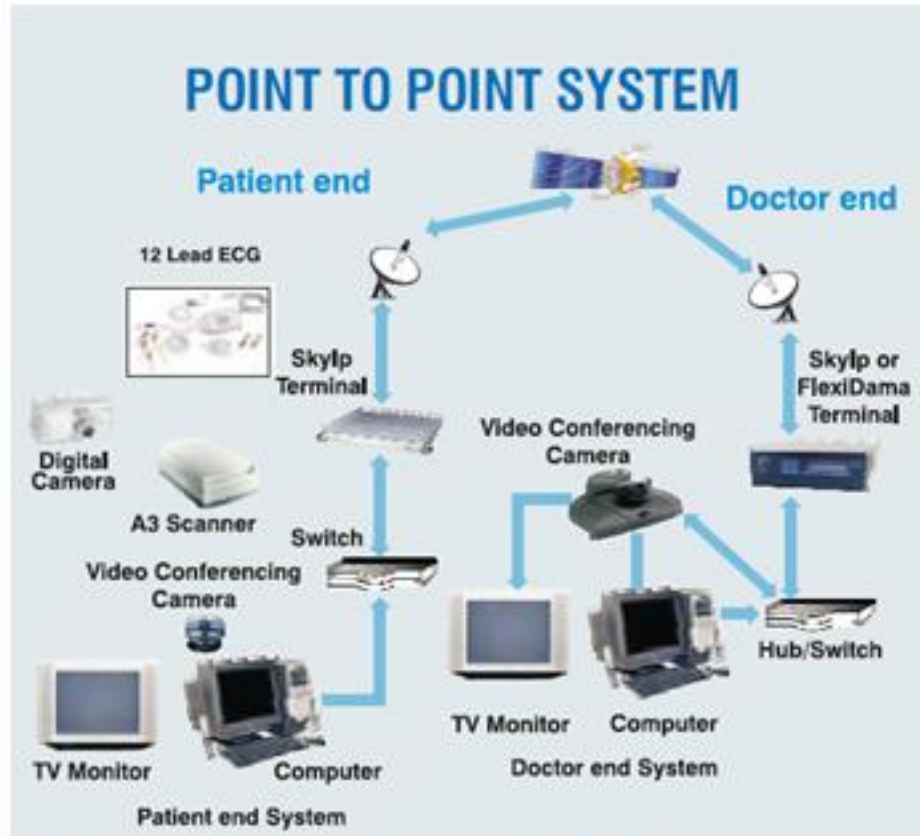 POINT TO POINT SYSTEM
Patient end
Doctor end
12 Lead ECG
SkyIp
Terminal
SkyIp or
FlexiDama
Terminal
Digital
Camera
A3 Scanner
Video Conferencing
Camera
Switch
Video Conferencing
Camera
Hub/Switch
TV Monitor
Computer
Patient end System
TV Monitor
Computer
Doctor end System